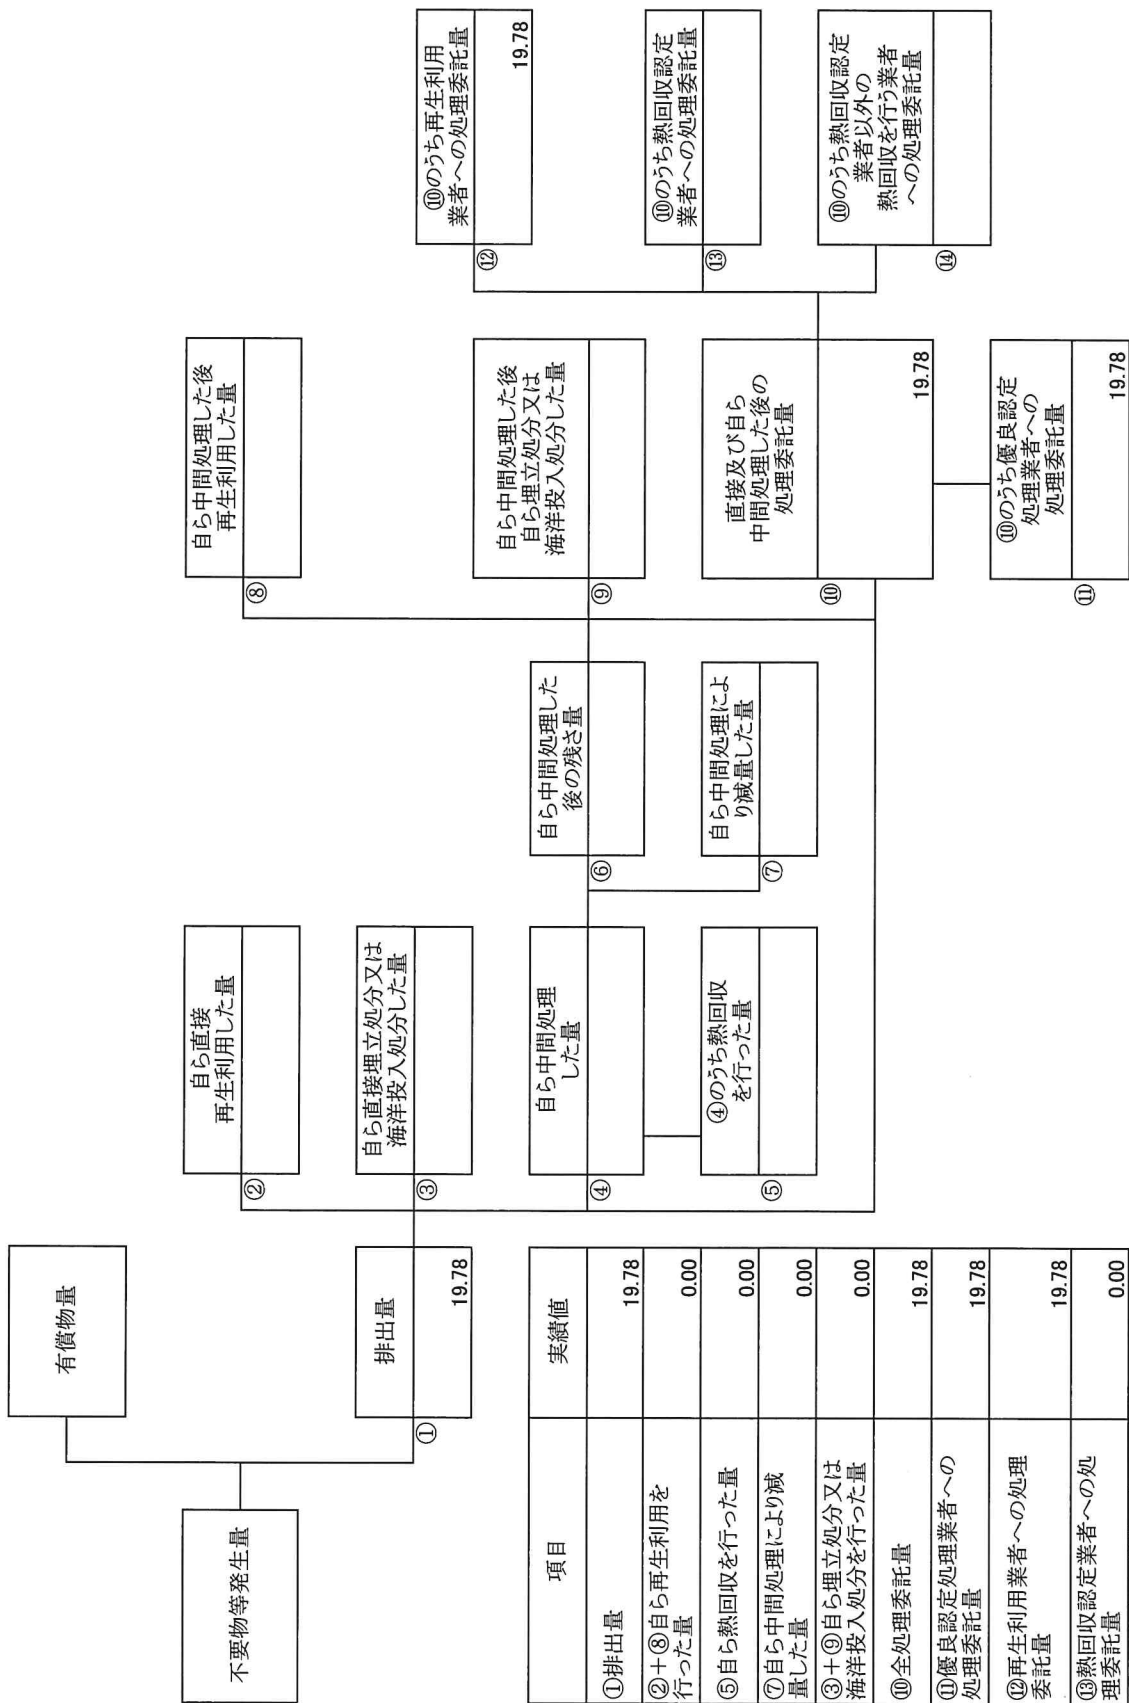 不要物等発生量
有償物量
①
排出量
19.78
②
自ら直接
再生利用した量
③
自ら直接埋立処分又は
海洋投入処分した量
④
自ら中間処理
した量
⑤
④のうち熱回収
を行った量
⑥
自ら中間処理した
後の残さ量
⑦
自ら中間処理によ
り減量した量
⑧
自ら中間処理した後
再生利用した量
⑨
自ら中間処理した後
自ら埋立処分又は
海洋投入処分した量
⑩
直接及び自ら
中間処理した後の
処理委託量
19.78
⑪
⑩のうち優良認定
処理業者への
処理委託量
19.78
⑫
⑩のうち再生利用
業者への処理委託量
19.78
⑬
⑩のうち熱回収認定
業者への処理委託量
⑭
⑩のうち熱回収認定
業者以外の
熱回収を行う業者
への処理委託量
項目 実績値
①排出量 19.78
②+⑧自ら再生利用を
行った量 0.00
⑤自ら熱回収を行った量 0.00
⑦自ら中間処理により減
量した量 0.00
③+⑨自ら埋立処分又は
海洋投入処分を行った量 0.00
⑩全処理委託量 19.78
⑪優良認定処理業者への
処理委託量 19.78
⑫再生利用業者への処理
委託量 19.78
⑬熱回収認定業者への処
理委託量 0.00